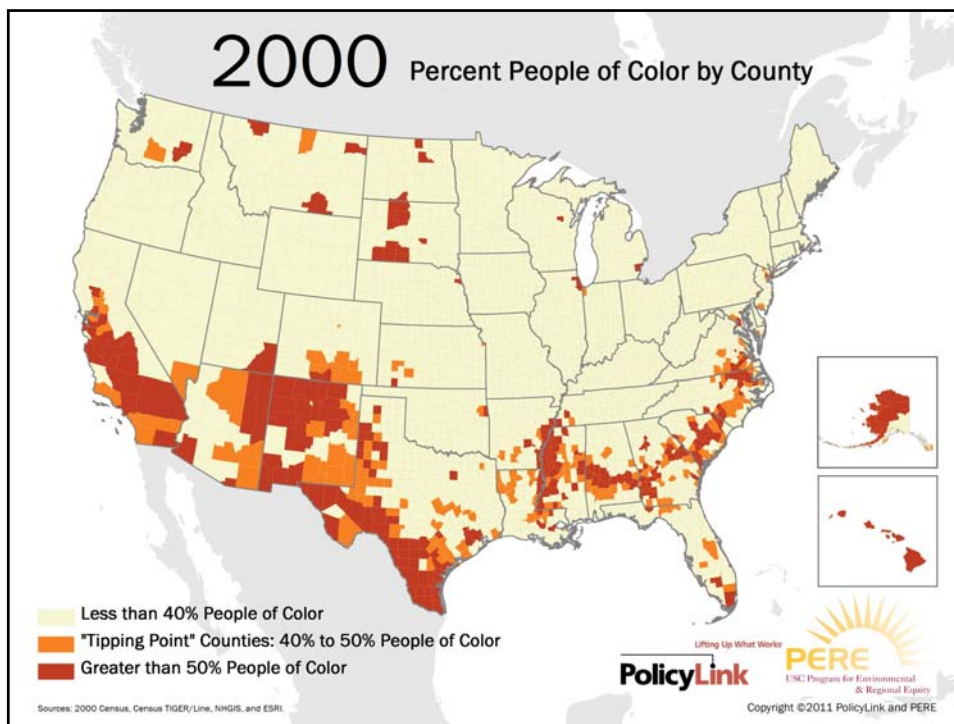 2000 Percent People of Color by County
Less than 40% People of Color
"Tipping Point" Counties: 40% to 50% People of Color
Greater than 50% People of Color
Lifting Up What Works
PolicyLink
PERE
USC Program for Environmental
& Regional Equity
Sources: 2000 Census, Census TIGER/Line, NHGIS, and ESRI.
Copyright ©2011 PolicyLink and PERE